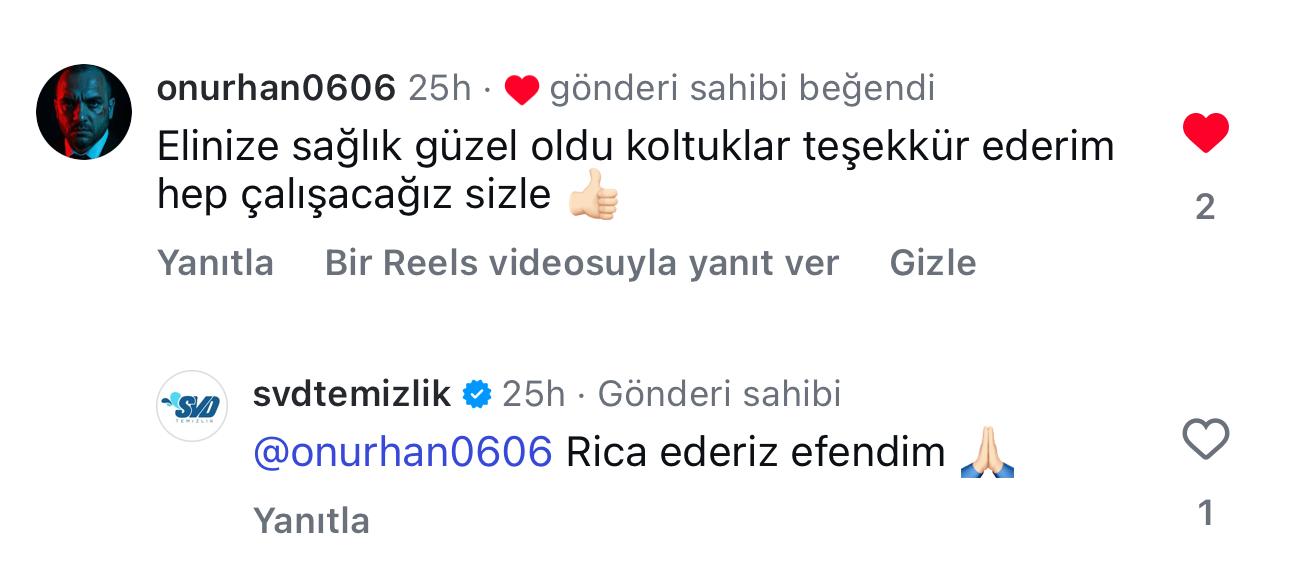 onurhan0606 25h · ❤️ gönderi sahibi beğendi
Elinize sağlık güzel oldu koltuklar teşekkür ederim
hep çalışacağız sizle 👍🏻
2
Yanıtla Bir Reels videosuyla yanıt ver Gizle
svdtemizlik 25h · Gönderi sahibi
SVD
TEMİZLİK
@onurhan0606 Rica ederiz efendim 🙏🏻
1
Yanıtla